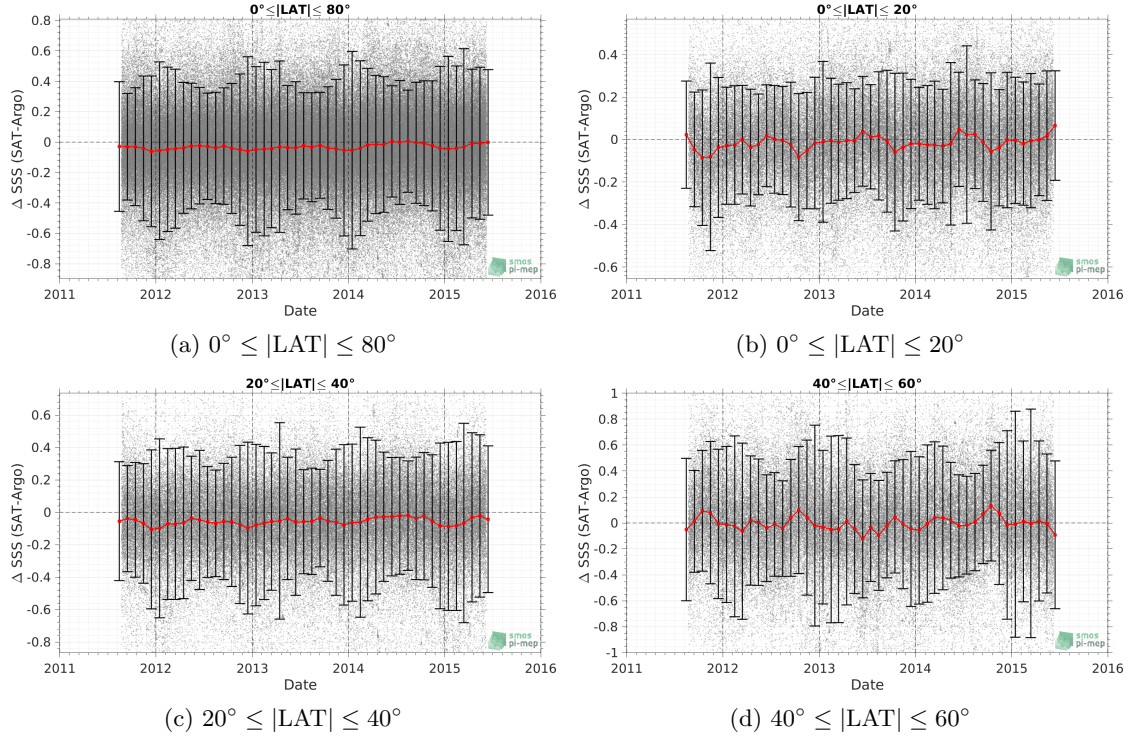 0°≤|LAT|≤ 80°
Δ SSS (SAT-Argo)
0.8
0.6
0.4
0.2
0
-0.2
-0.4
-0.6
-0.8
2011 2012 2013 2014 2015 2016
Date
smos
pi-mep
(a) 0° ≤ |LAT| ≤ 80°
0°≤|LAT|≤ 20°
Δ SSS (SAT-Argo)
0.4
0.2
0
-0.2
-0.4
-0.6
2011 2012 2013 2014 2015 2016
Date
smos
pi-mep
(b) 0° ≤ |LAT| ≤ 20°
20°≤|LAT|≤ 40°
Δ SSS (SAT-Argo)
0.6
0.4
0.2
0
-0.2
-0.4
-0.6
-0.8
2011 2012 2013 2014 2015 2016
Date
smos
pi-mep
(c) 20° ≤ |LAT| ≤ 40°
40°≤|LAT|≤ 60°
Δ SSS (SAT-Argo)
1
0.8
0.6
0.4
0.2
0
-0.2
-0.4
-0.6
-0.8
-1
2011 2012 2013 2014 2015 2016
Date
smos
pi-mep
(d) 40° ≤ |LAT| ≤ 60°